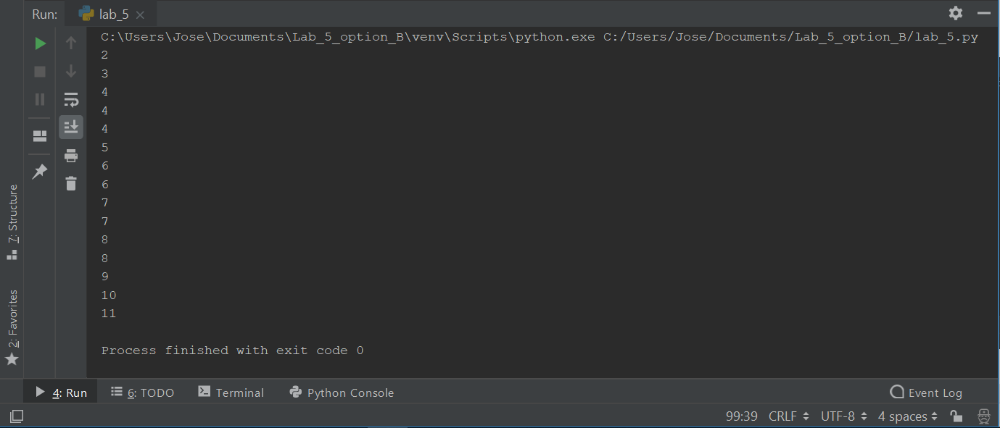 Run: lab_5
C:\Users\Jose\Documents\Lab_5_option_B\venv\Scripts\python.exe C:/Users/Jose/Documents/Lab_5_option_B/lab_5.py
2
3
4
4
4
5
6
6
7
7
8
8
9
10
11
Process finished with exit code 0
7: Structure
2: Favorites
4: Run 6: TODO Terminal Python Console Event Log
99:39 CRLF UTF-8 4 spaces